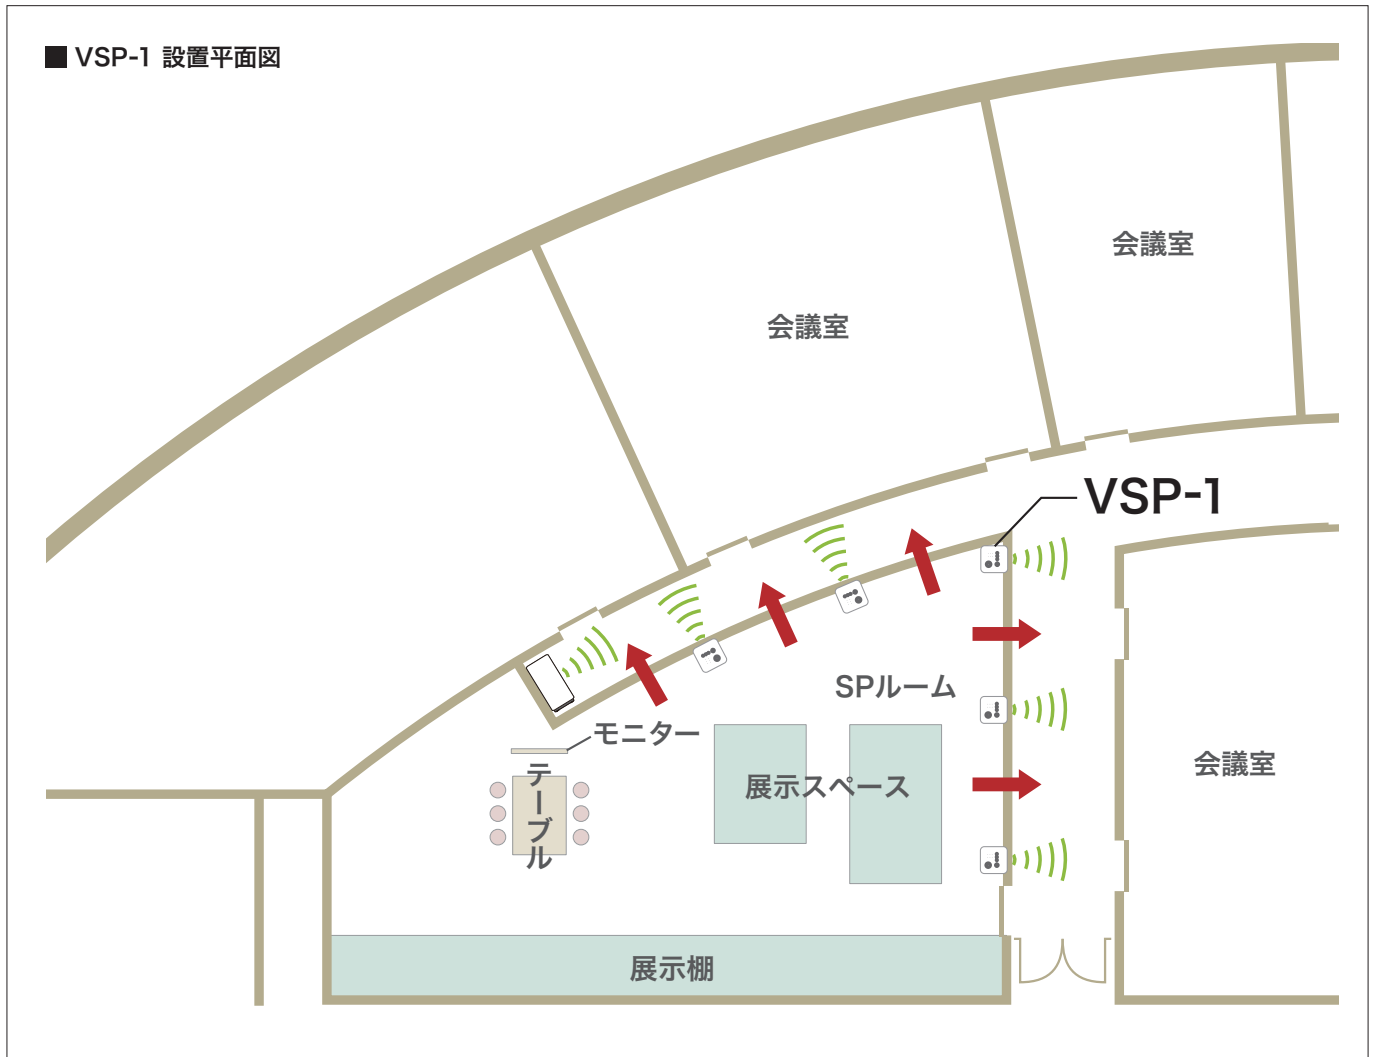 ■ VSP-1 設置平面図
会議室
会議室
VSP-1
SPルーム
モニター
会議室
展示スペース
テーブル
展示棚